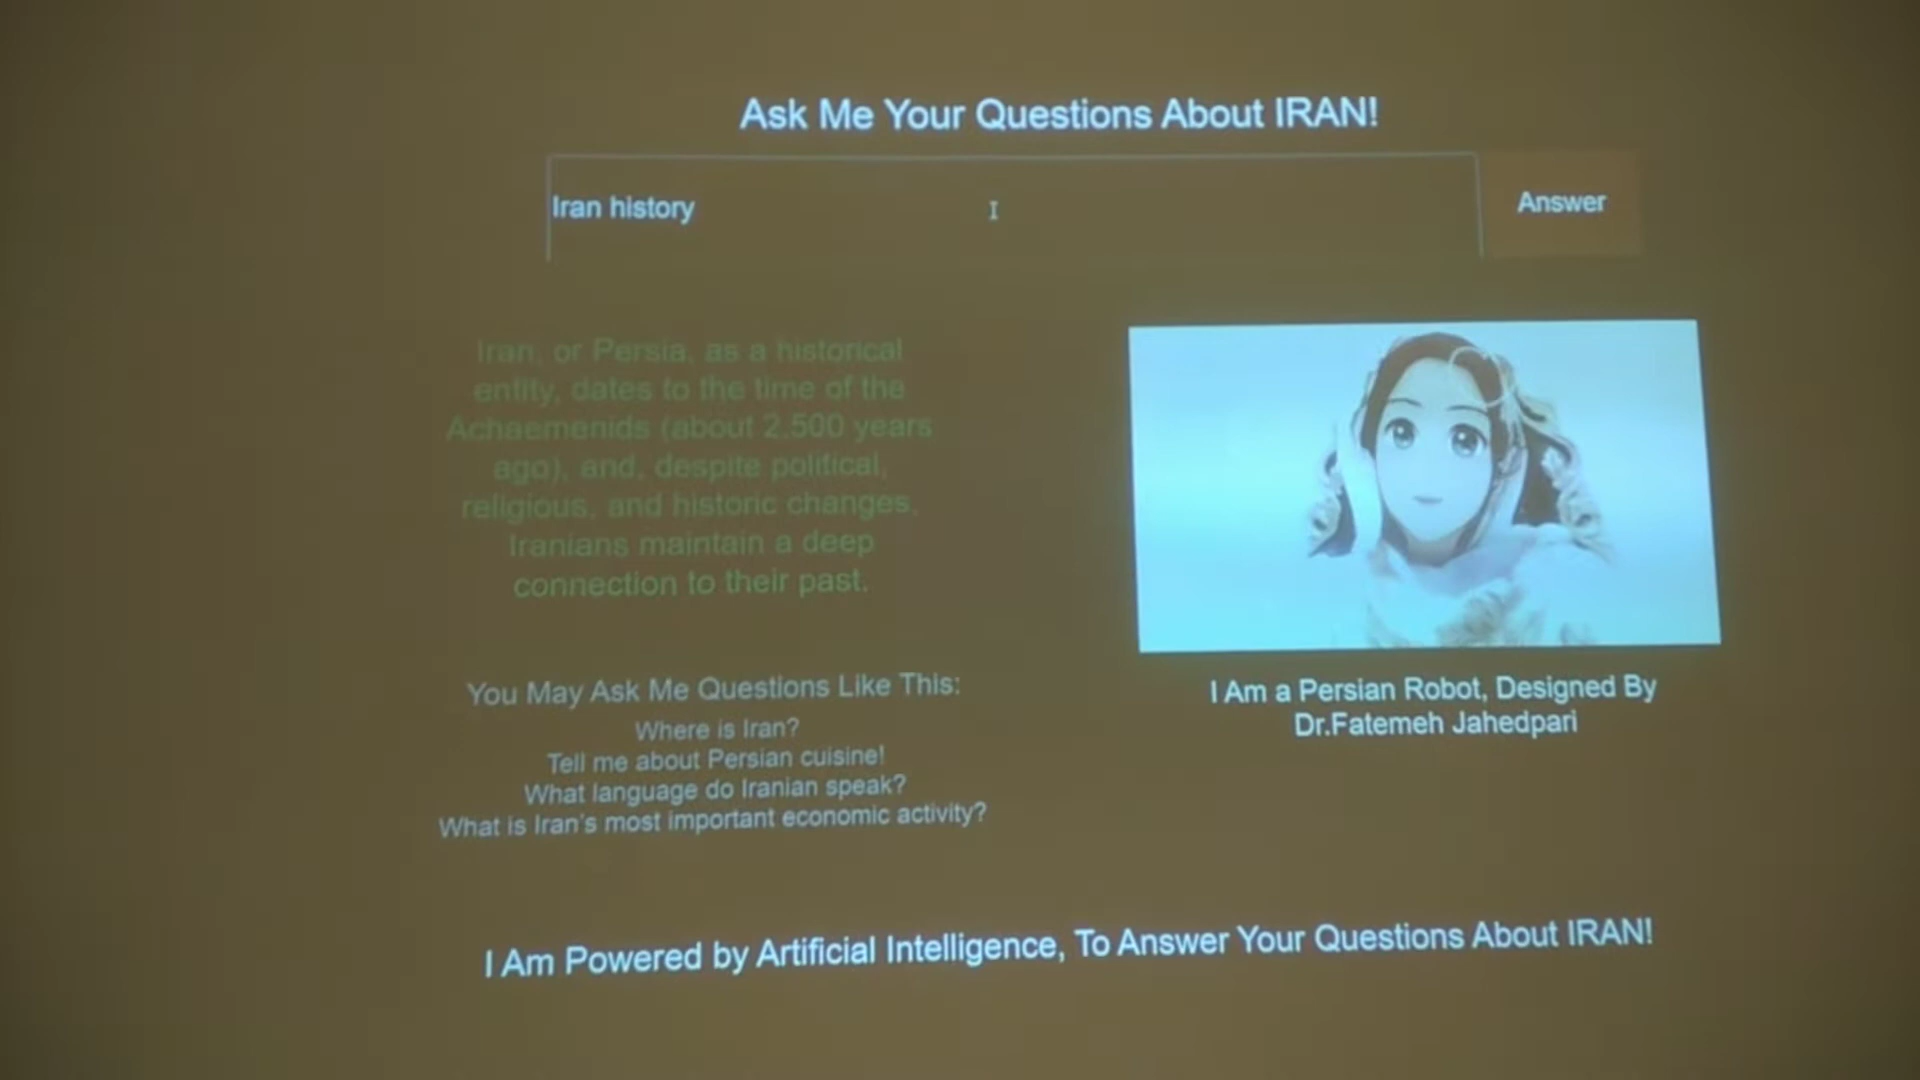 Ask Me Your Questions About IRAN!
Iran history
Answer
Iran, or Persia, as a historical
entity, dates to the time of the
Achaemenids (about 2,500 years
ago), and, despite political,
religious, and historic changes,
Iranians maintain a deep
connection to their past.
You May Ask Me Questions Like This:
Where is Iran?
Tell me about Persian cuisine!
What language do Iranian speak?
What is Iran's most important economic activity?
I Am a Persian Robot, Designed By
Dr.Fatemeh Jahedpari
I Am Powered by Artificial Intelligence, To Answer Your Questions About IRAN!